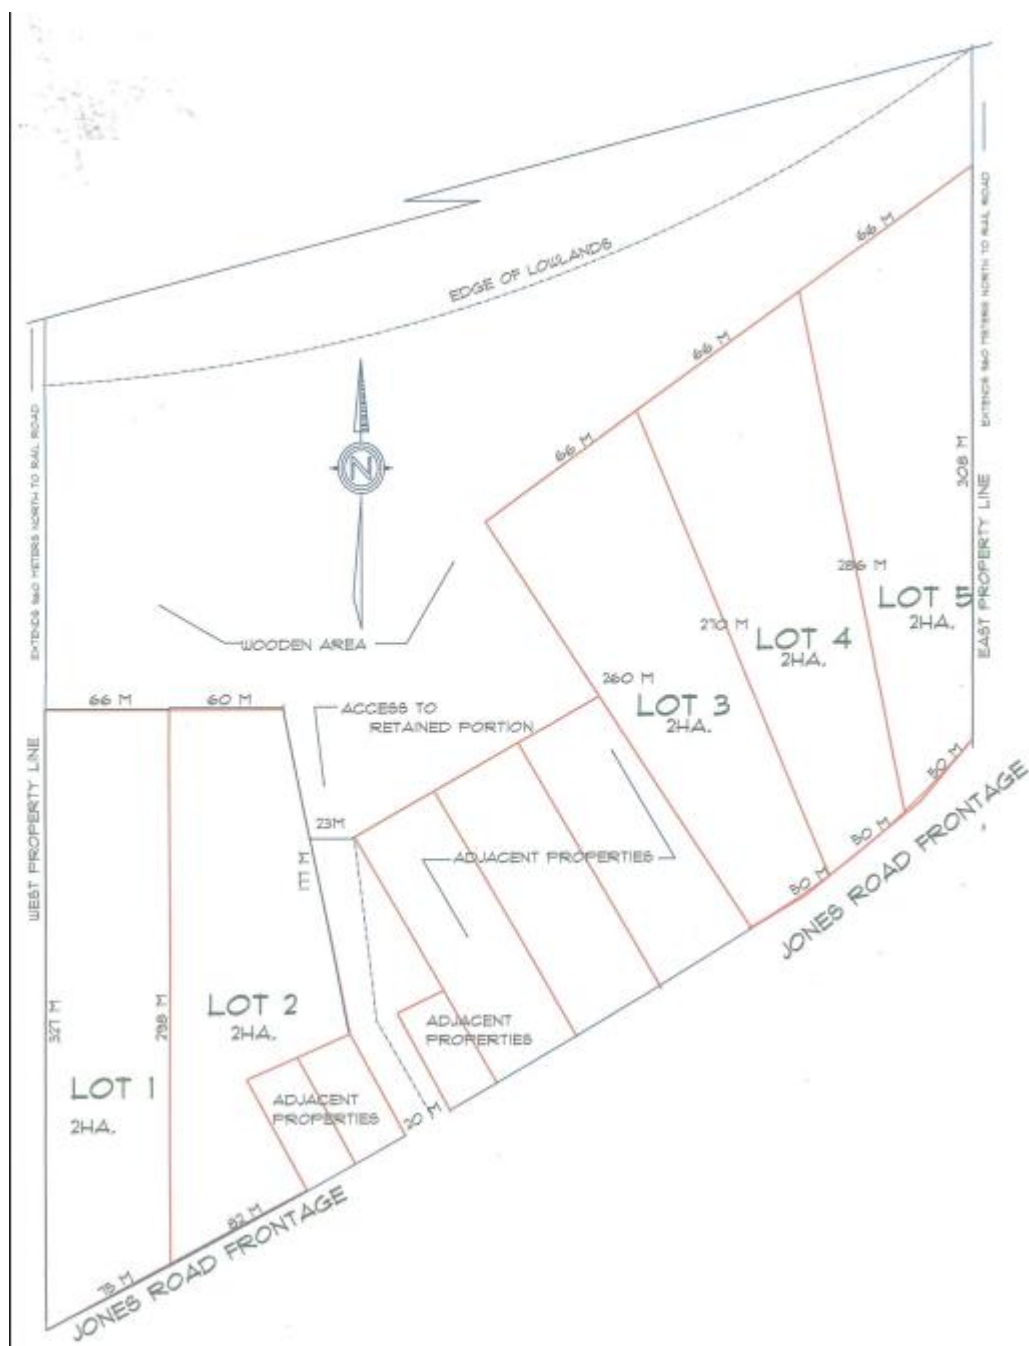 EDGE OF LOWLANDS
66 M
66 M
66 M
EXTENDS 560 METERS NORTH TO RAIL ROAD
EXTENDS 560 METERS NORTH TO RAIL ROAD
N
308 M
EAST PROPERTY LINE
286 M
LOT 5
2HA.
270 M
LOT 4
2HA.
WOODEN AREA
260 M
LOT 3
2HA.
66 M
60 M
ACCESS TO
RETAINED PORTION
WEST PROPERTY LINE
23M
177 M
ADJACENT PROPERTIES
50 M
50 M
50 M
JONES ROAD FRONTAGE
327 M
298 M
LOT 2
2HA.
ADJACENT
PROPERTIES
LOT 1
2HA.
ADJACENT
PROPERTIES
20 M
82 M
75 M
JONES ROAD FRONTAGE